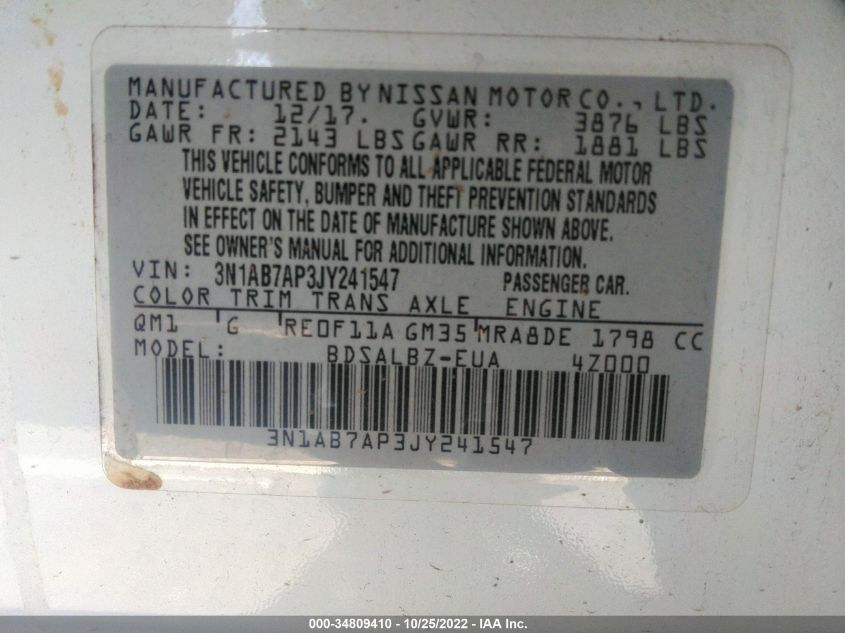 MANUFACTURED BY NISSAN MOTOR CO., LTD.
DATE: 12/17. GVWR: 3876 LBS
GAWR FR: 2143 LBS GAWR RR: 1881 LBS
THIS VEHICLE CONFORMS TO ALL APPLICABLE FEDERAL MOTOR
VEHICLE SAFETY, BUMPER AND THEFT PREVENTION STANDARDS
IN EFFECT ON THE DATE OF MANUFACTURE SHOWN ABOVE.
SEE OWNER'S MANUAL FOR ADDITIONAL INFORMATION.
VIN: 3N1AB7AP3JY241547 PASSENGER CAR.
COLOR TRIM TRANS AXLE ENGINE
QM1 G RE0F11A GM35 MRA8DE 1798 CC
MODEL: BDSALBZ-EUA 4Z000
3N1AB7AP3JY241547
000-34809410 - 10/25/2022 - IAA Inc.